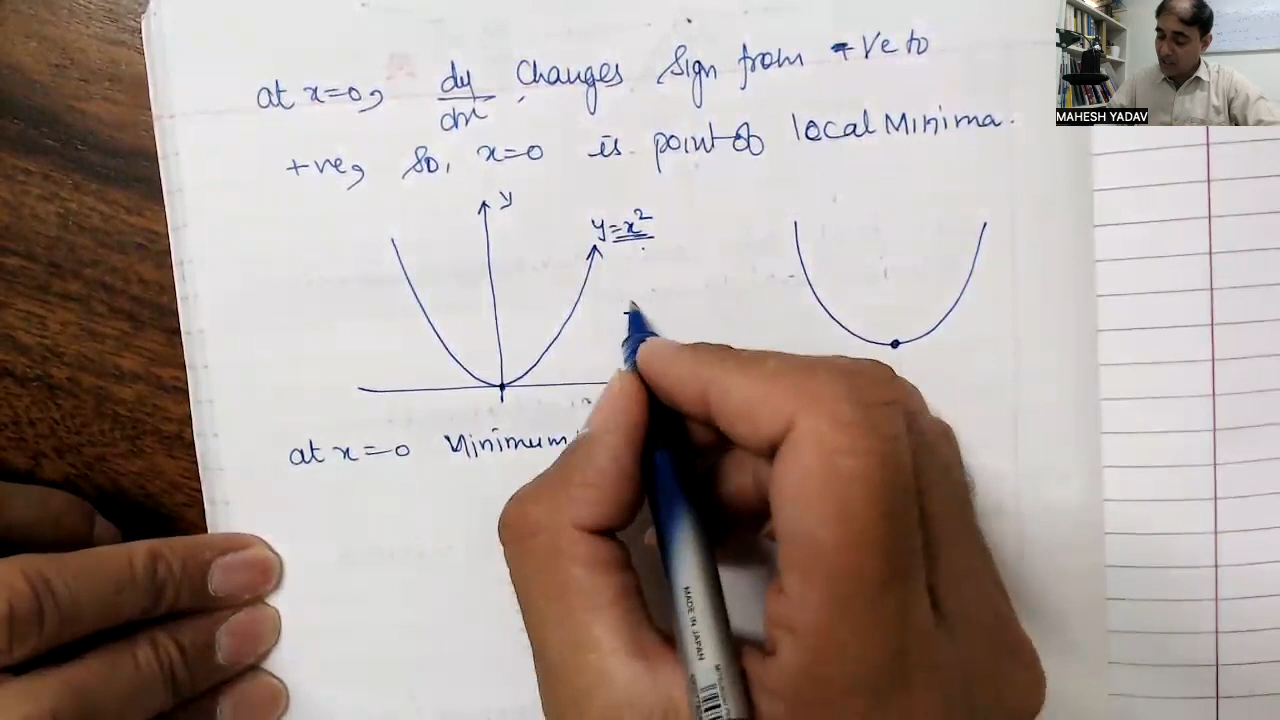 at x=0, dy/dx changes sign from -ve to
+ve, so, x=0 is point of local Minima.
y
y=x²
at x=0 Minimum
MAHESH YADAV
MADE IN JAPAN